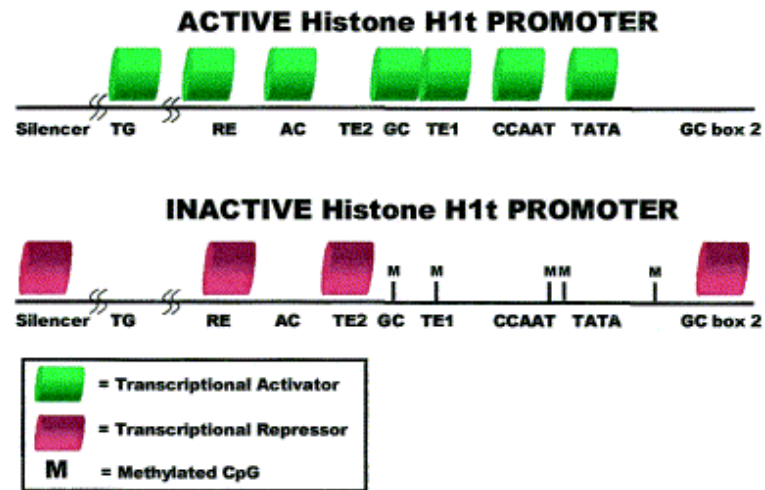 ACTIVE Histone H1t PROMOTER
Silencer TG RE AC TE2 GC TE1 CCAAT TATA GC box 2
INACTIVE Histone H1t PROMOTER
M M M M M
Silencer TG RE AC TE2 GC TE1 CCAAT TATA GC box 2
= Transcriptional Activator
= Transcriptional Repressor
M = Methylated CpG